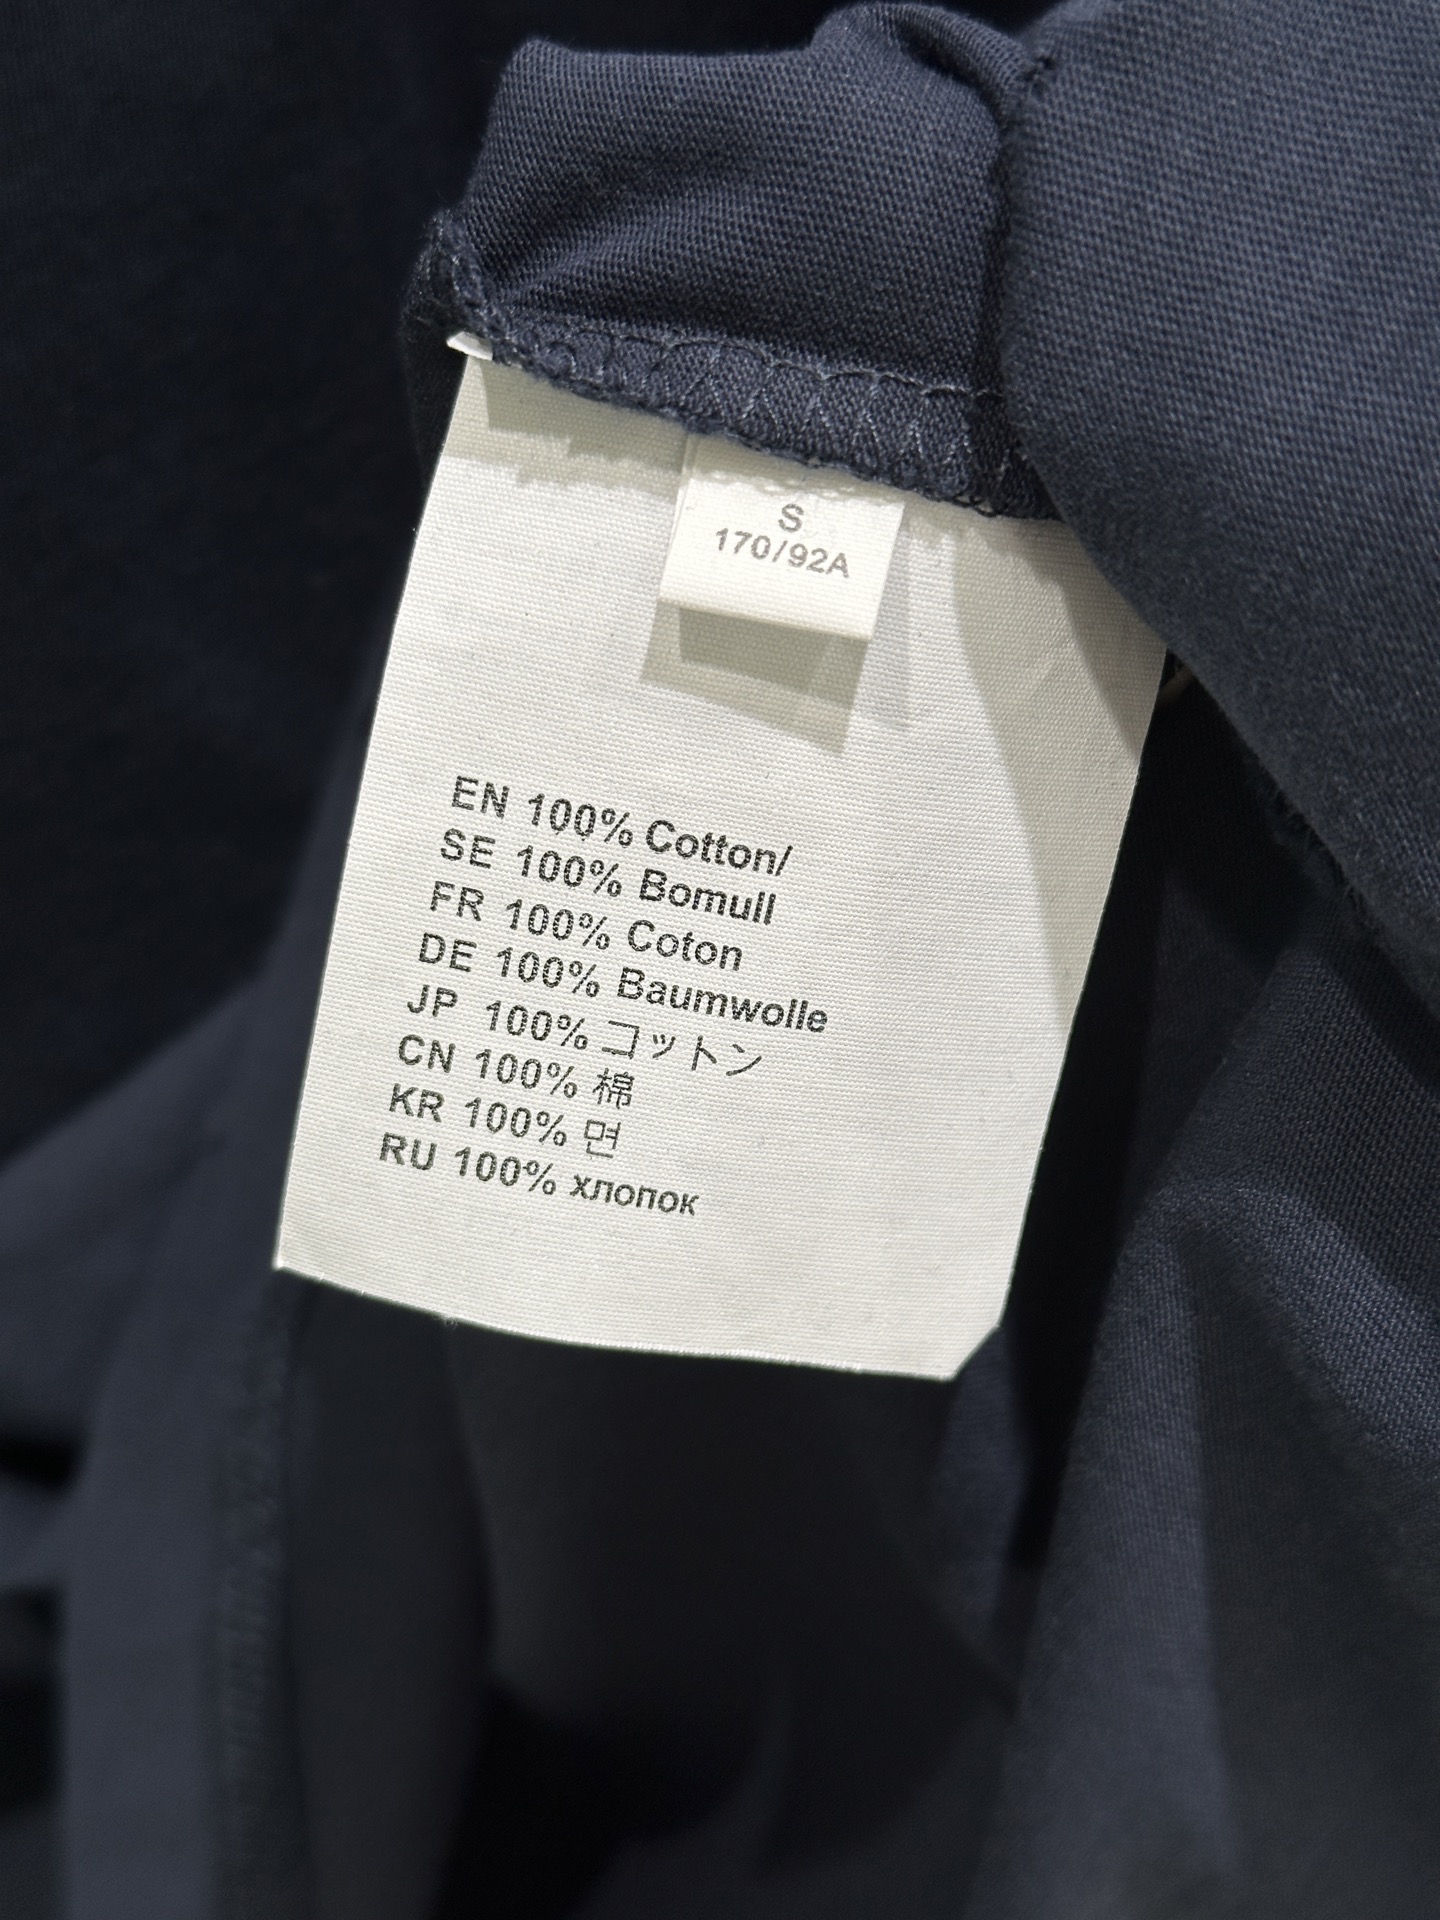 S
170/92A
EN 100% Cotton/
SE 100% Bomull
FR 100% Coton
DE 100% Baumwolle
JP 100% コットン
CN 100% 棉
KR 100% 면
RU 100% хлопок